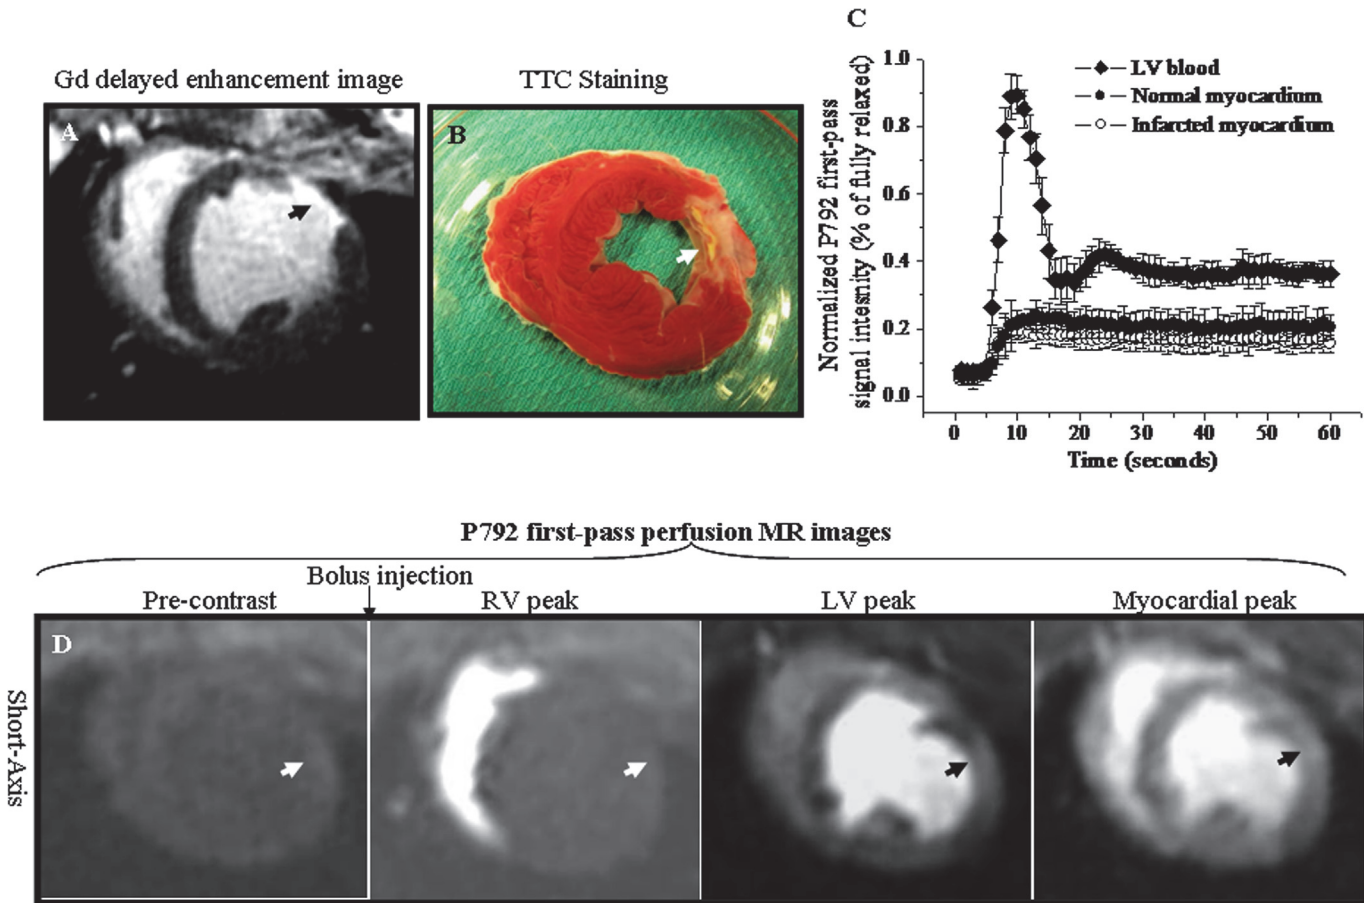 C
Gd delayed enhancement image
TTC Staining
A
B
Normalized P792 first-pass
signal intesnity (% of fully relaxed)
1.0
0.8
0.6
0.4
0.2
0.0
LV blood
Normal myocardium
Infarcted myocardium
0 10 20 30 40 50 60
Time (seconds)
P792 first-pass perfusion MR images
Bolus injection
Pre-contrast RV peak LV peak Myocardial peak
D
Short-Axis